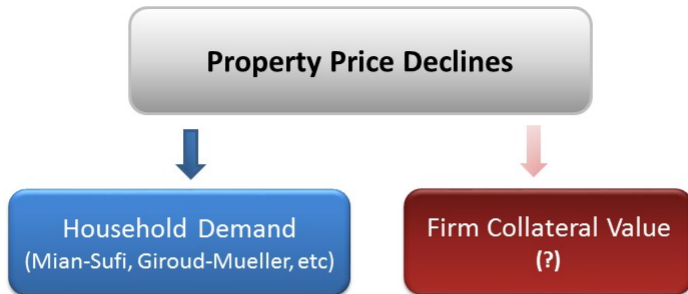 Property Price Declines
Household Demand
(Mian-Sufi, Giroud-Mueller, etc)
Firm Collateral Value
(?)